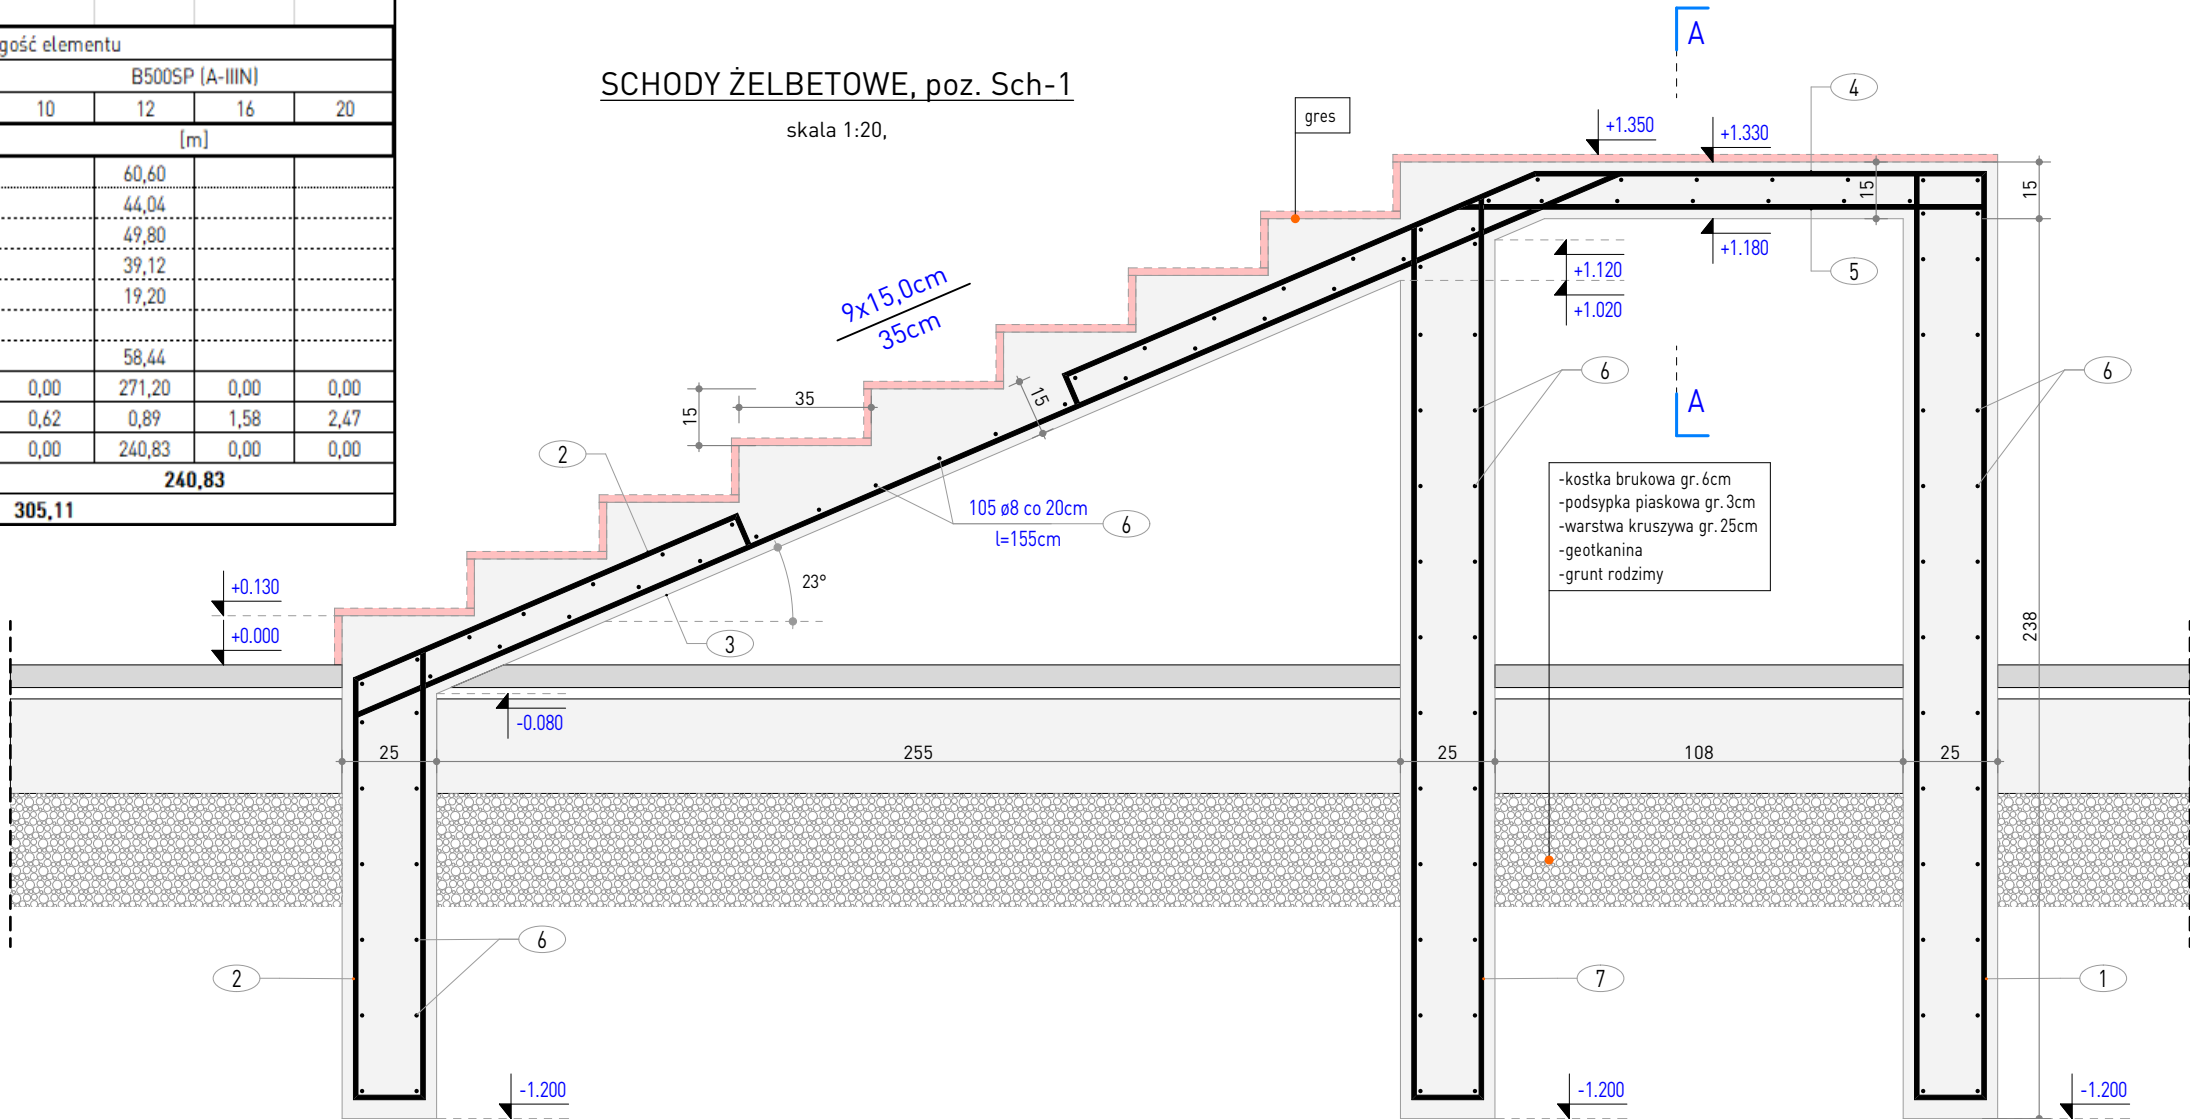 gość elementu
B500SP (A-IIIN)
10 12 16 20
[m]
60,60
44,04
49,80
39,12
19,20
58,44
0,00 271,20 0,00 0,00
0,62 0,89 1,58 2,47
0,00 240,83 0,00 0,00
240,83
305,11
SCHODY ŻELBETOWE, poz. Sch-1
skala 1:20,
gres
A
4
+1.350
+1.330
15
15
+1.180
5
+1.120
+1.020
9x15,0cm
35cm
6
6
A
15
35
15
2
105 ø8 co 20cm
l=155cm
6
-kostka brukowa gr. 6cm
-podsypka piaskowa gr. 3cm
-warstwa kruszywa gr. 25cm
-geotkanina
-grunt rodzimy
23°
+0.130
+0.000
3
238
-0.080
25
255
25
108
25
6
2
7
1
-1.200
-1.200
-1.200